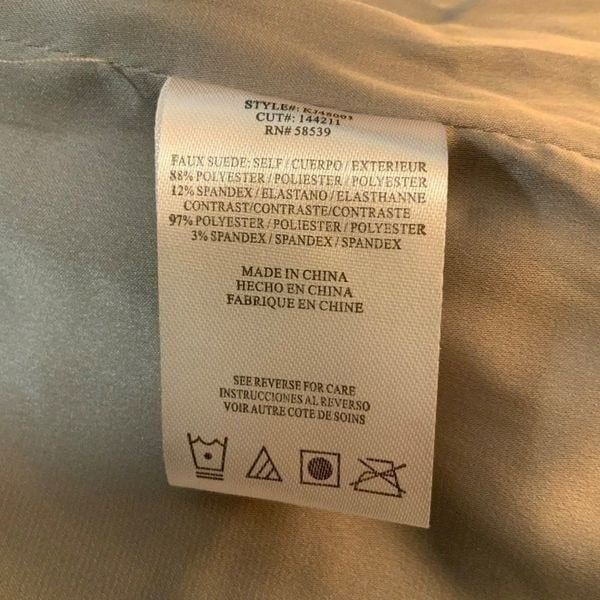 STYLE#:
CUT#: 144211
RN# 58539
FAUX SUEDE: SELF / CUERPO / EXTERIEUR
88% POLYESTER / POLIESTER / POLYESTER
12% SPANDEX / ELASTANO / ELASTHANNE
CONTRAST/CONTRASTE/CONTRASTE
97% POLYESTER / POLIESTER / POLYESTER
3% SPANDEX / SPANDEX / SPANDEX
MADE IN CHINA
HECHO EN CHINA
FABRIQUE EN CHINE
SEE REVERSE FOR CARE
INSTRUCCIONES AL REVERSO
VOIR AUTRE COTE DE SOINS